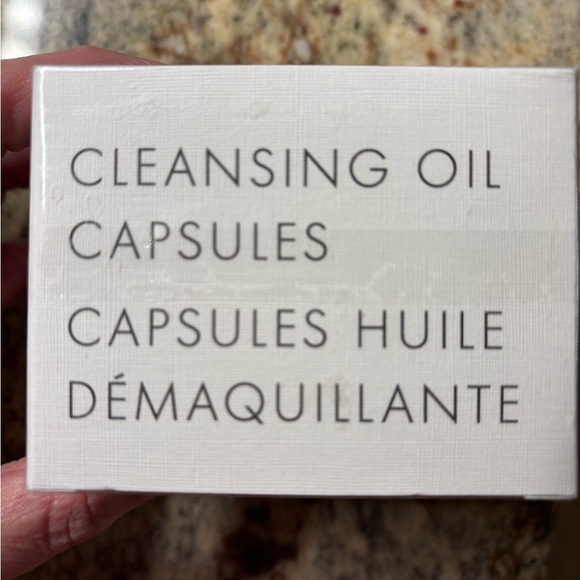 CLEANSING OIL
CAPSULES
CAPSULES HUILE
DÉMAQUILLANTE